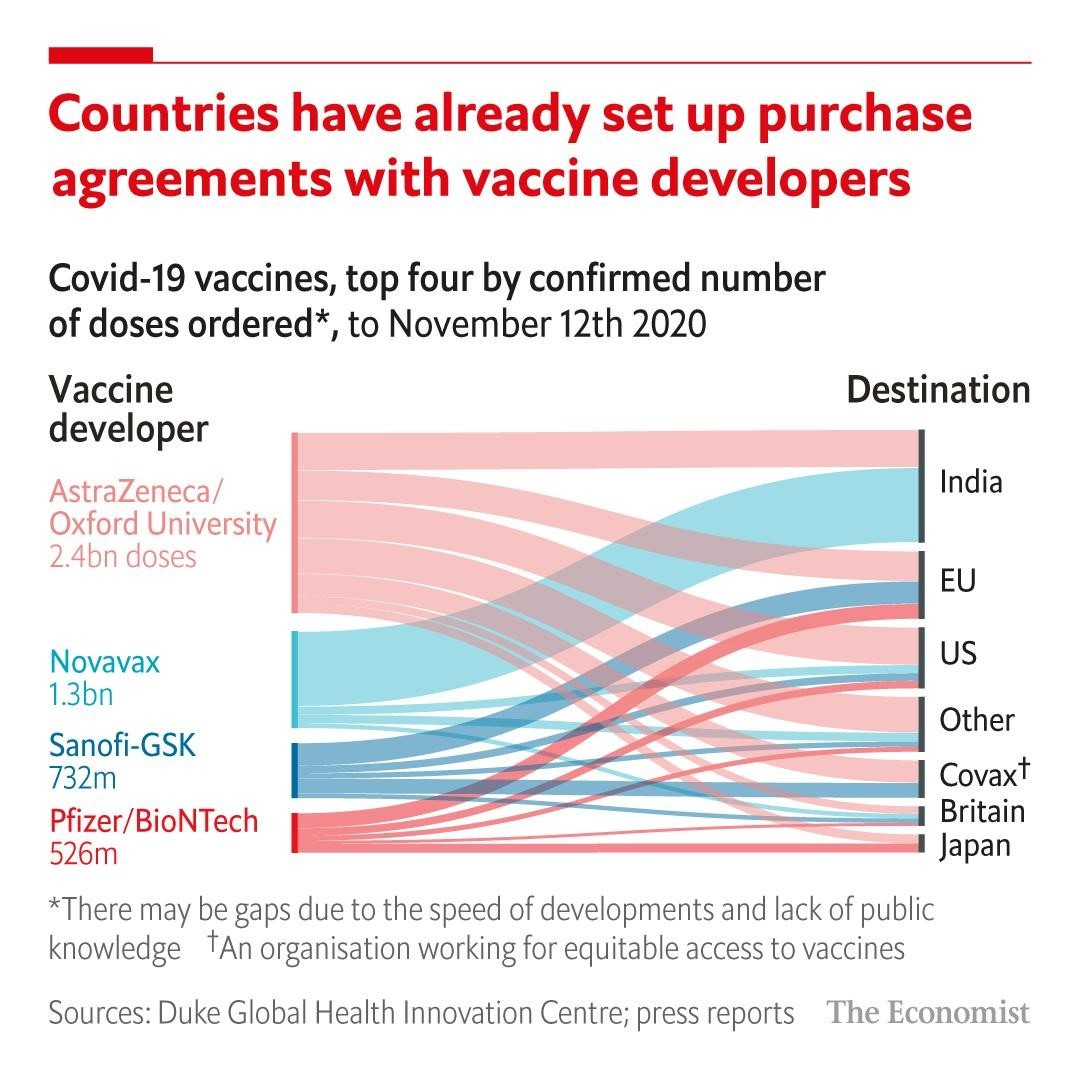 Countries have already set up purchase
agreements with vaccine developers
Covid-19 vaccines, top four by confirmed number
of doses ordered*, to November 12th 2020
Vaccine
developer
Destination
AstraZeneca/
Oxford University
2.4bn doses
Novavax
1.3bn
Sanofi-GSK
732m
Pfizer/BioNTech
526m
India
EU
US
Other
Covax†
Britain
Japan
*There may be gaps due to the speed of developments and lack of public
knowledge †An organisation working for equitable access to vaccines
Sources: Duke Global Health Innovation Centre; press reports
The Economist